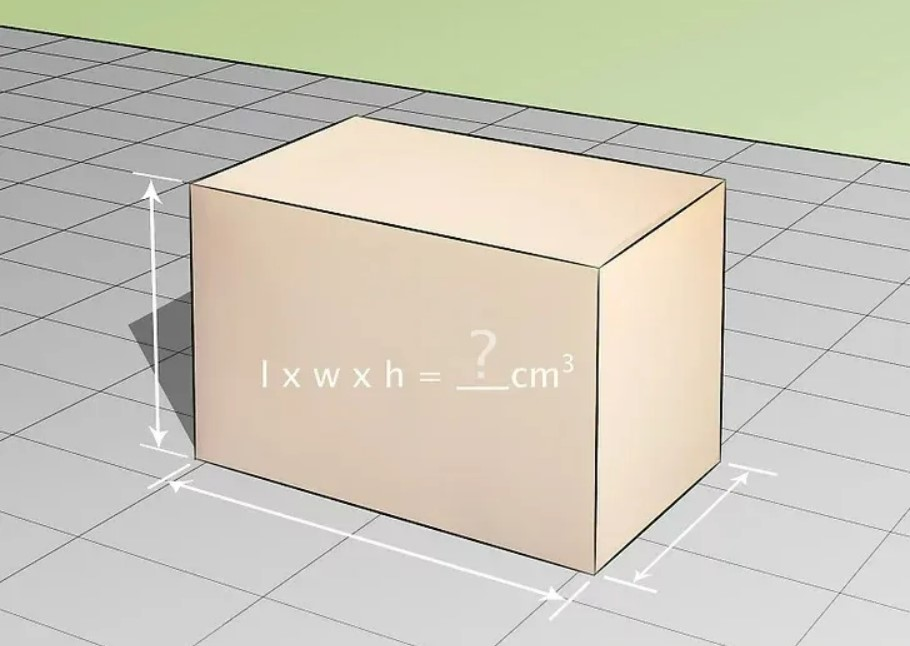 l x w x h = ? cm³